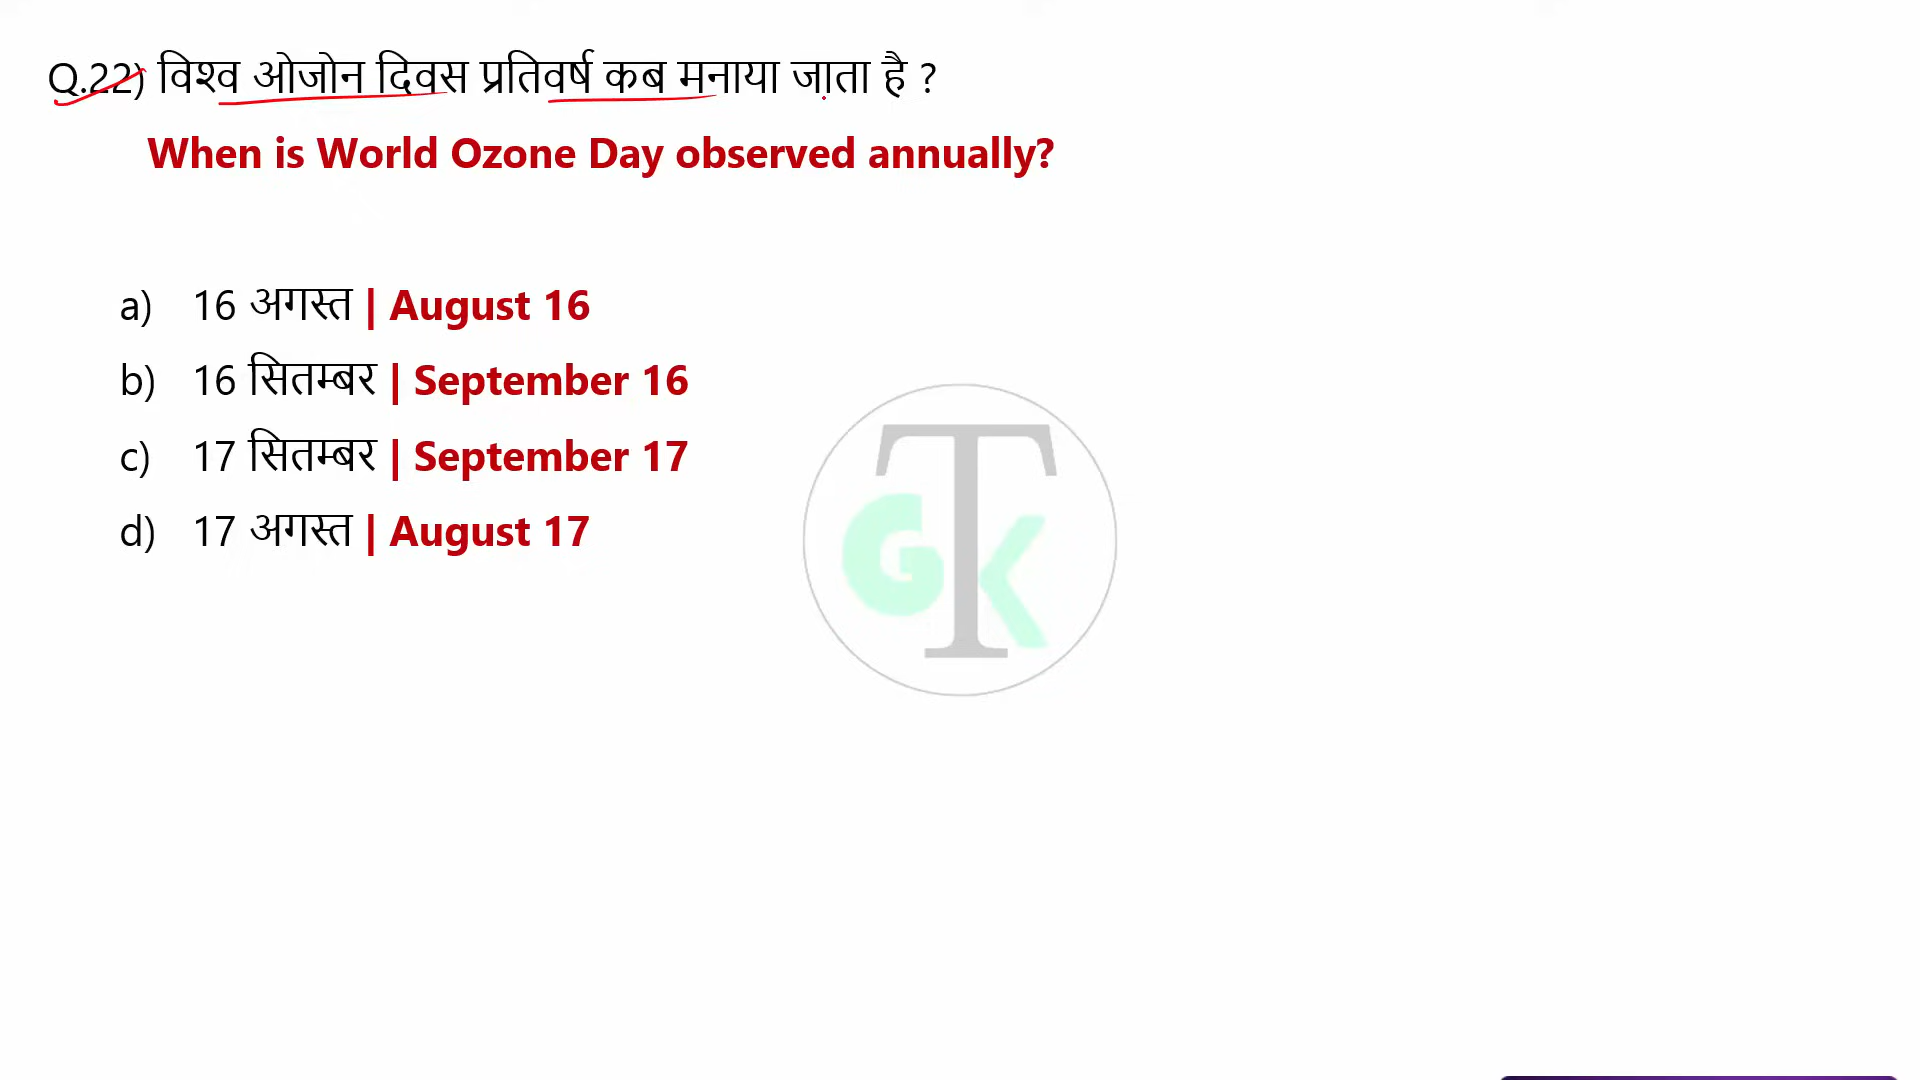 Q.22) विश्व ओजोन दिवस प्रतिवर्ष कब मनाया जाता है ?
When is World Ozone Day observed annually?
a) 16 अगस्त | August 16
b) 16 सितम्बर | September 16
c) 17 सितम्बर | September 17
d) 17 अगस्त | August 17
GTK